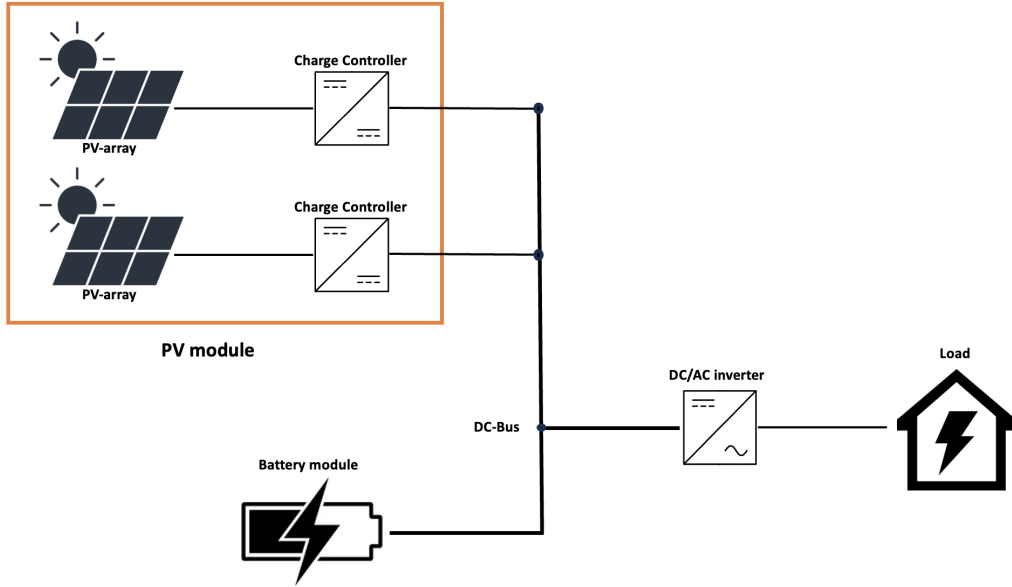 Charge Controller
PV-array
Charge Controller
PV-array
PV module
Load
DC/AC inverter
DC-Bus
Battery module